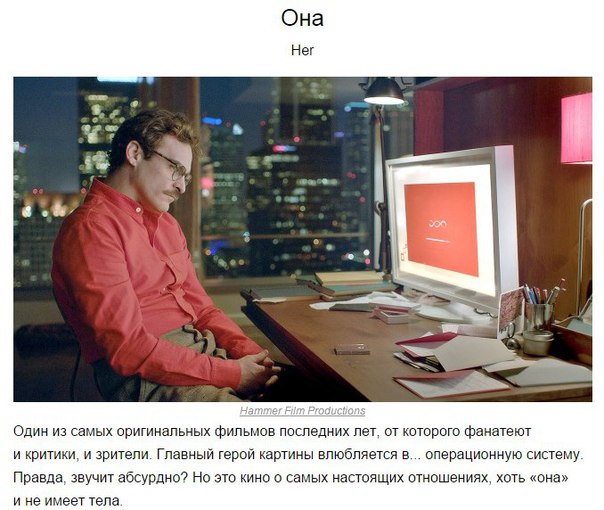 Она
Her
Hammer Film Productions
Один из самых оригинальных фильмов последних лет, от которого фанатеют
и критики, и зрители. Главный герой картины влюбляется в... операционную систему.
Правда, звучит абсурдно? Но это кино о самых настоящих отношениях, хоть «она»
и не имеет тела.